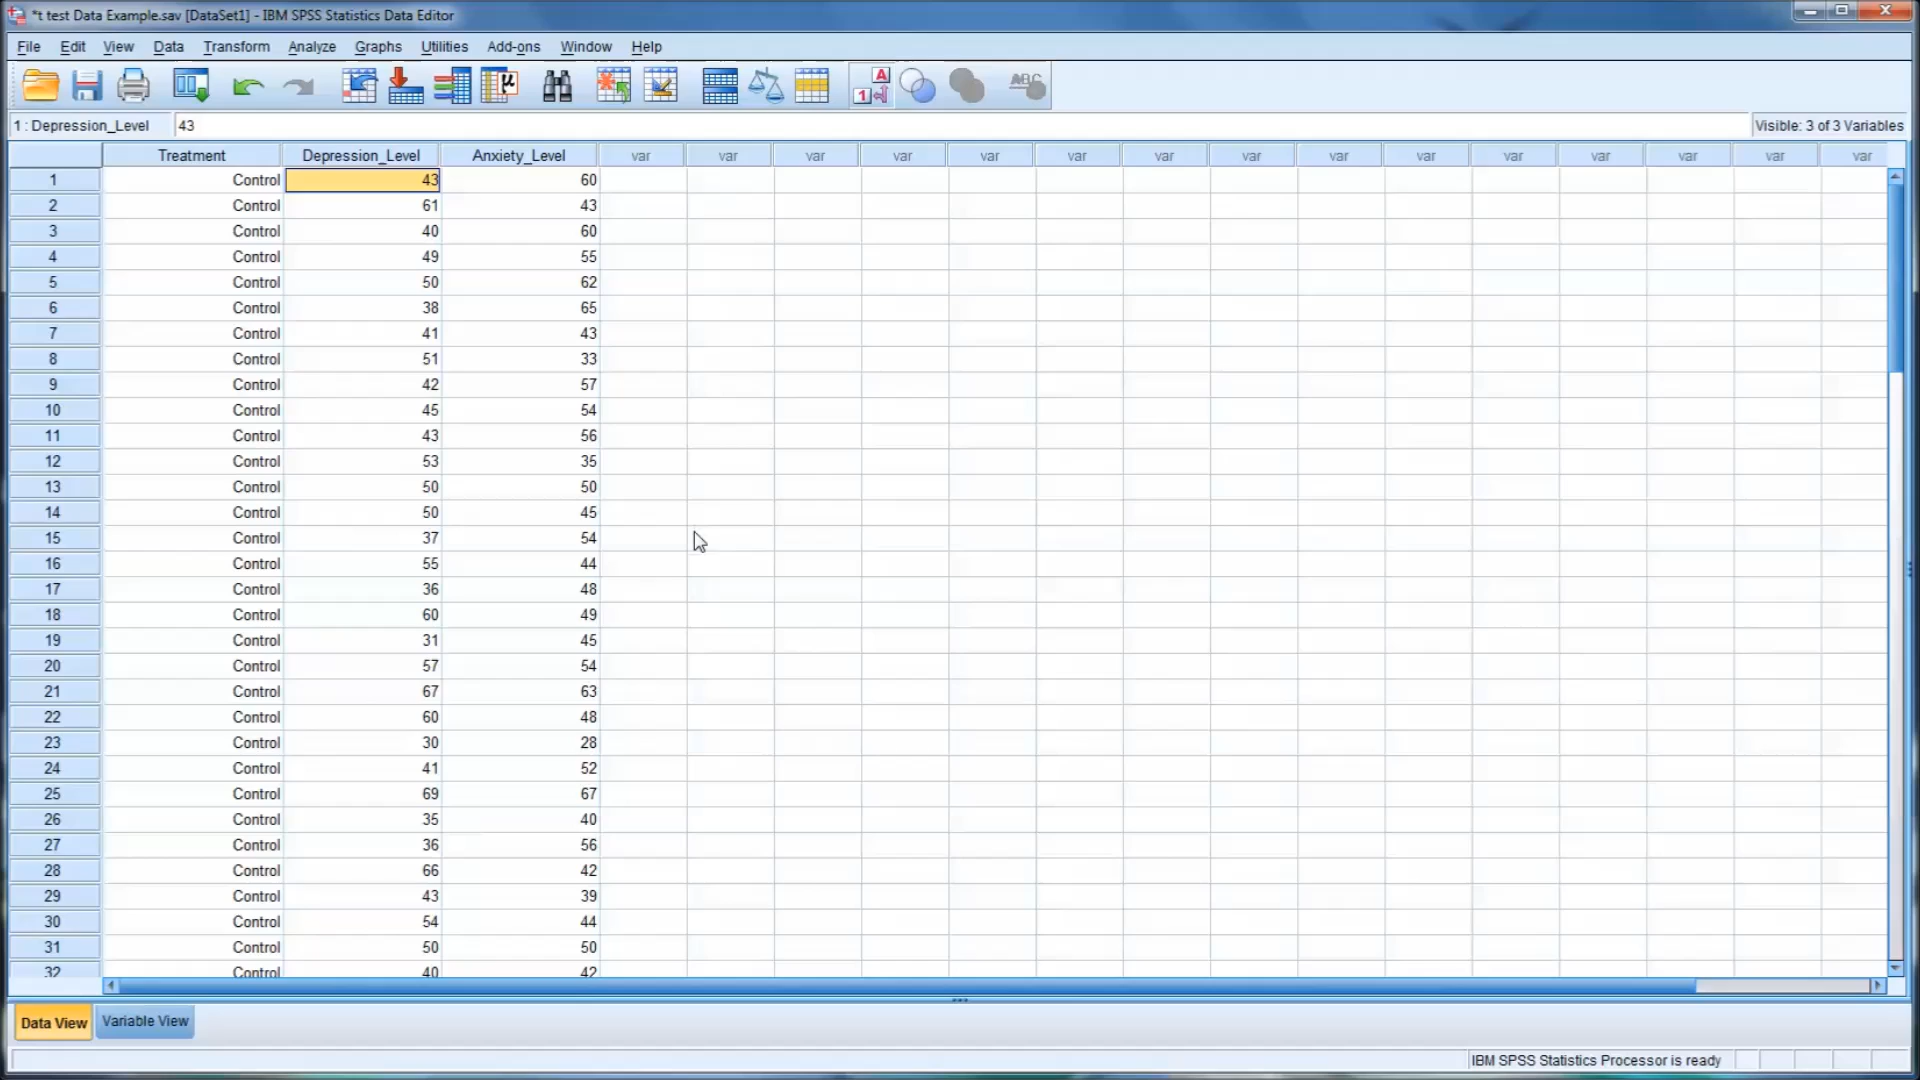 *t test Data Example.sav [DataSet1] - IBM SPSS Statistics Data Editor
File Edit View Data Transform Analyze Graphs Utilities Add-ons Window Help
μ A 1 ABC
1 : Depression_Level 43 Visible: 3 of 3 Variables
Treatment Depression_Level Anxiety_Level var var var var var var var var var var var var var var var
1 Control 43 60
2 Control 61 43
3 Control 40 60
4 Control 49 55
5 Control 50 62
6 Control 38 65
7 Control 41 43
8 Control 51 33
9 Control 42 57
10 Control 45 54
11 Control 43 56
12 Control 53 35
13 Control 50 50
14 Control 50 45
15 Control 37 54
16 Control 55 44
17 Control 36 48
18 Control 60 49
19 Control 31 45
20 Control 57 54
21 Control 67 63
22 Control 60 48
23 Control 30 28
24 Control 41 52
25 Control 69 67
26 Control 35 40
27 Control 36 56
28 Control 66 42
29 Control 43 39
30 Control 54 44
31 Control 50 50
32 Control 40 42
Data View Variable View
IBM SPSS Statistics Processor is ready